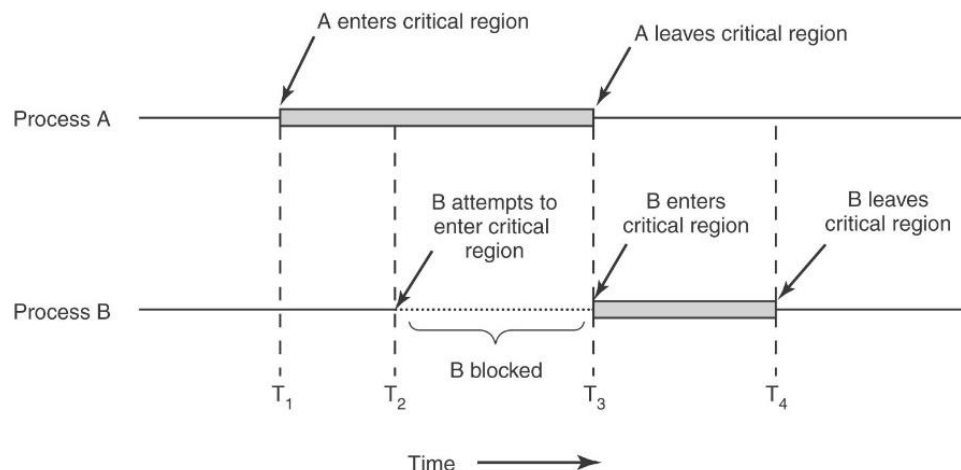 A enters critical region
A leaves critical region
Process A
B attempts to
enter critical
region
B enters
critical region
B leaves
critical region
Process B
B blocked
T₁
T₂
T₃
T₄
Time